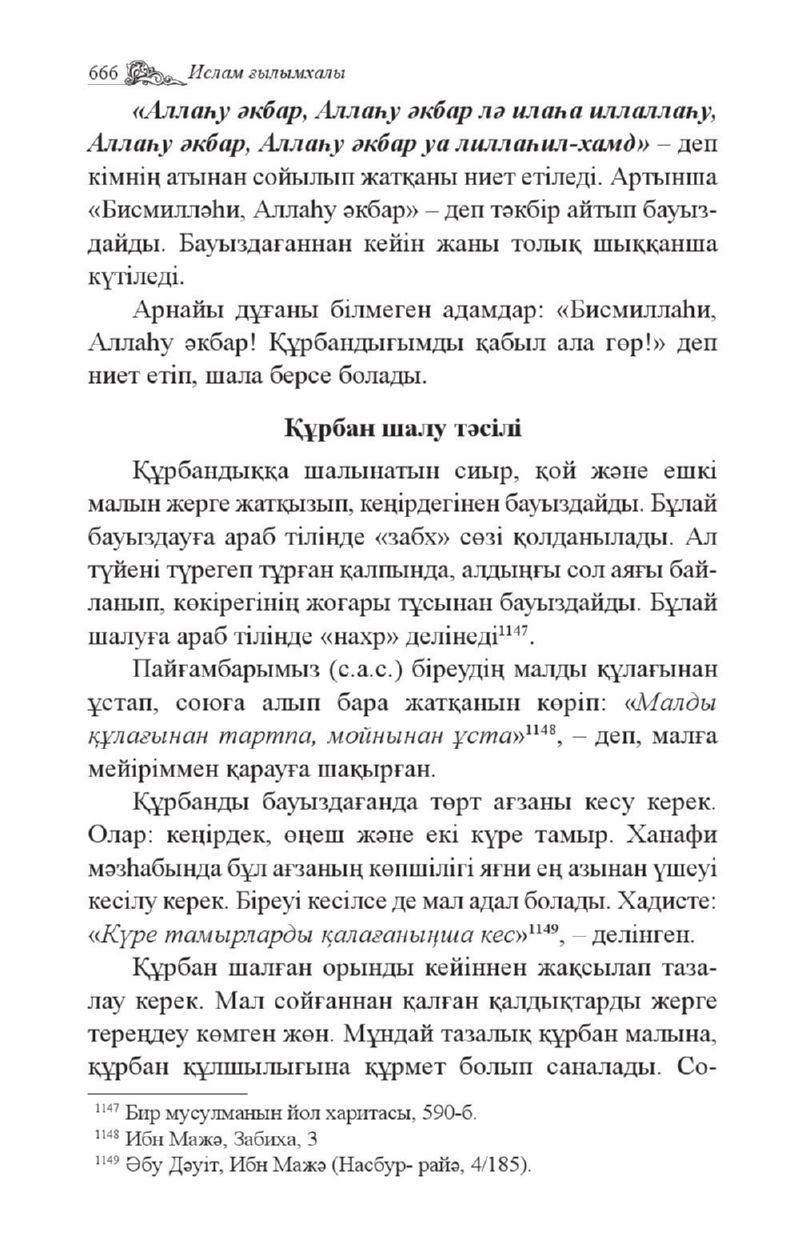 666 Ислам ғылымхалы
«Аллаһу әкбар, Аллаһу әкбар лә илаһа иллаллаһу,
Аллаһу әкбар, Аллаһу әкбар уа лиллаһил-хамд» – деп
кімнің атынан сойылып жатқаны ниет етіледі. Артынша
«Бисмилләһи, Аллаһу әкбар» – деп тәкбір айтып бауыз-
дайды. Бауыздағаннан кейін жаны толық шыққанша
күтіледі.
Арнайы дұғаны білмеген адамдар: «Бисмиллаһи,
Аллаһу әкбар! Құрбандығымды қабыл ала гөр!» деп
ниет етіп, шала берсе болады.
Құрбан шалу тәсілі
Құрбандыққа шалынатын сиыр, қой және ешкі
малын жерге жатқызып, кеңірдегінен бауыздайды. Бұлай
бауыздауға араб тілінде «забх» сөзі қолданылады. Ал
түйені түрегеп тұрған қалпында, алдыңғы сол аяғы бай-
ланып, көкірегінің жоғары тұсынан бауыздайды. Бұлай
шалуға араб тілінде «нахр» делінеді¹¹⁴⁷.
Пайғамбарымыз (с.а.с.) біреудің малды құлағынан
ұстап, союға алып бара жатқанын көріп: «Малды
құлағынан тартпа, мойнынан ұста»¹¹⁴⁸, – деп, малға
мейіріммен қарауға шақырған.
Құрбанды бауыздағанда төрт ағзаны кесу керек.
Олар: кеңірдек, өңеш және екі күре тамыр. Ханафи
мәзһабында бұл ағзаның көпшілігі яғни ең азынан үшеуі
кесілу керек. Біреуі кесілсе де мал адал болады. Хадисте:
«Күре тамырларды қалағаныңша кес»¹¹⁴⁹, – делінген.
Құрбан шалған орынды кейіннен жақсылап таза-
лау керек. Мал сойғаннан қалған қалдықтарды жерге
тереңдеу көмген жөн. Мұндай тазалық құрбан малына,
құрбан құлшылығына құрмет болып саналады. Со-
¹¹⁴⁷ Бир мусулманын йол харитасы, 590-б.
¹¹⁴⁸ Ибн Мажә, Забиха, 3
¹¹⁴⁹ Әбу Дәуіт, Ибн Мажә (Насбур- райә, 4/185).